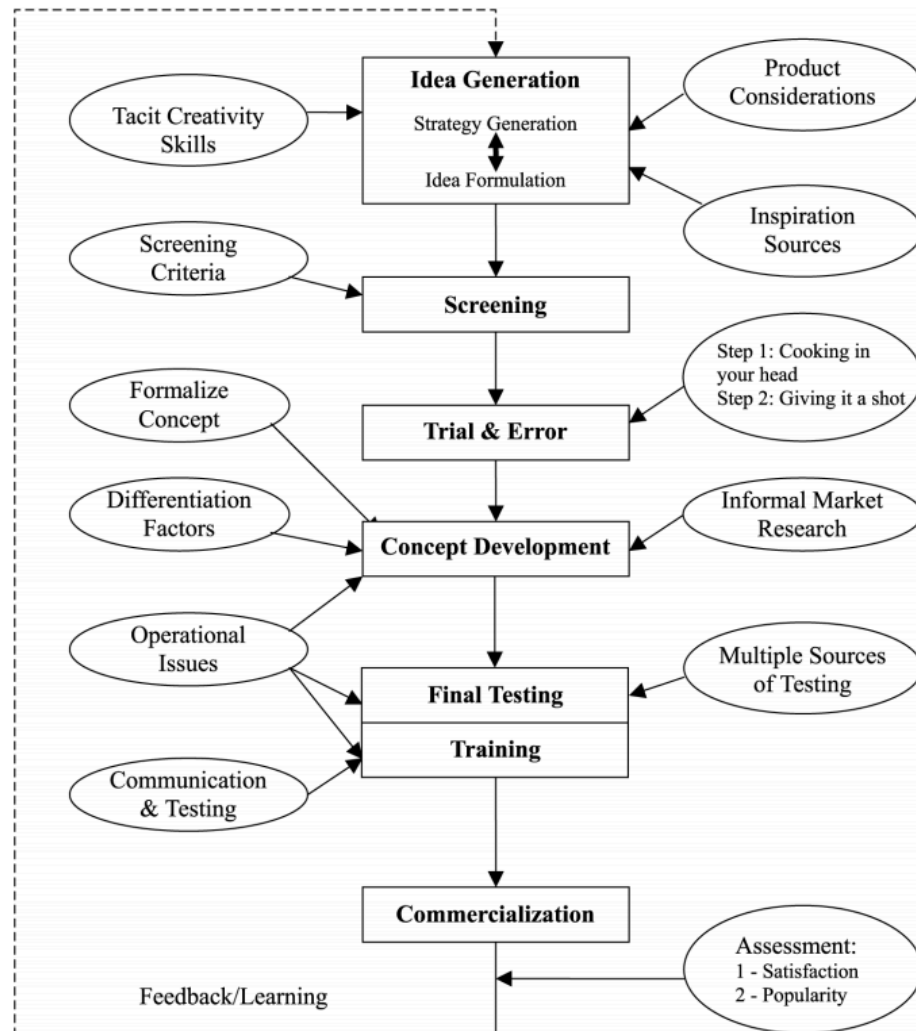 Idea Generation
Strategy Generation
Idea Formulation
Tacit Creativity
Skills
Product
Considerations
Inspiration
Sources
Screening
Criteria
Screening
Step 1: Cooking in
your head
Step 2: Giving it a shot
Trial & Error
Formalize
Concept
Differentiation
Factors
Concept Development
Informal Market
Research
Operational
Issues
Multiple Sources
of Testing
Final Testing
Training
Communication
& Testing
Commercialization
Assessment:
1 - Satisfaction
2 - Popularity
Feedback/Learning